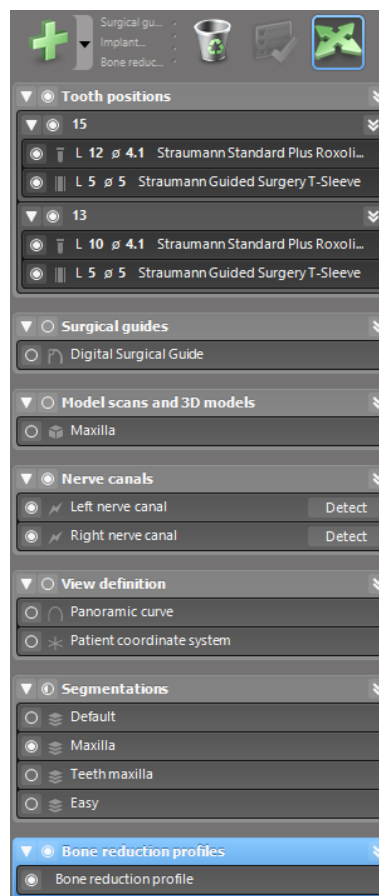 Surgical gu...
Implant...
Bone reduc...
Tooth positions
15
L 12 ø 4.1 Straumann Standard Plus Roxoli...
L 5 ø 5 Straumann Guided Surgery T-Sleeve
13
L 10 ø 4.1 Straumann Standard Plus Roxoli...
L 5 ø 5 Straumann Guided Surgery T-Sleeve
Surgical guides
Digital Surgical Guide
Model scans and 3D models
Maxilla
Nerve canals
Left nerve canal Detect
Right nerve canal Detect
View definition
Panoramic curve
Patient coordinate system
Segmentations
Default
Maxilla
Teeth maxilla
Easy
Bone reduction profiles
Bone reduction profile